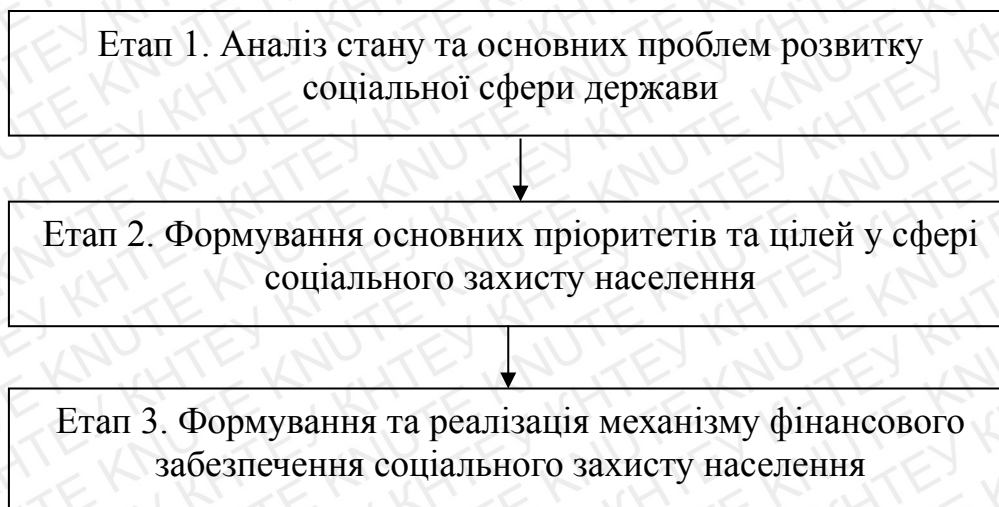 Етап 1. Аналіз стану та основних проблем розвитку
соціальної сфери держави
Етап 2. Формування основних пріоритетів та цілей у сфері
соціального захисту населення
Етап 3. Формування та реалізація механізму фінансового
забезпечення соціального захисту населення